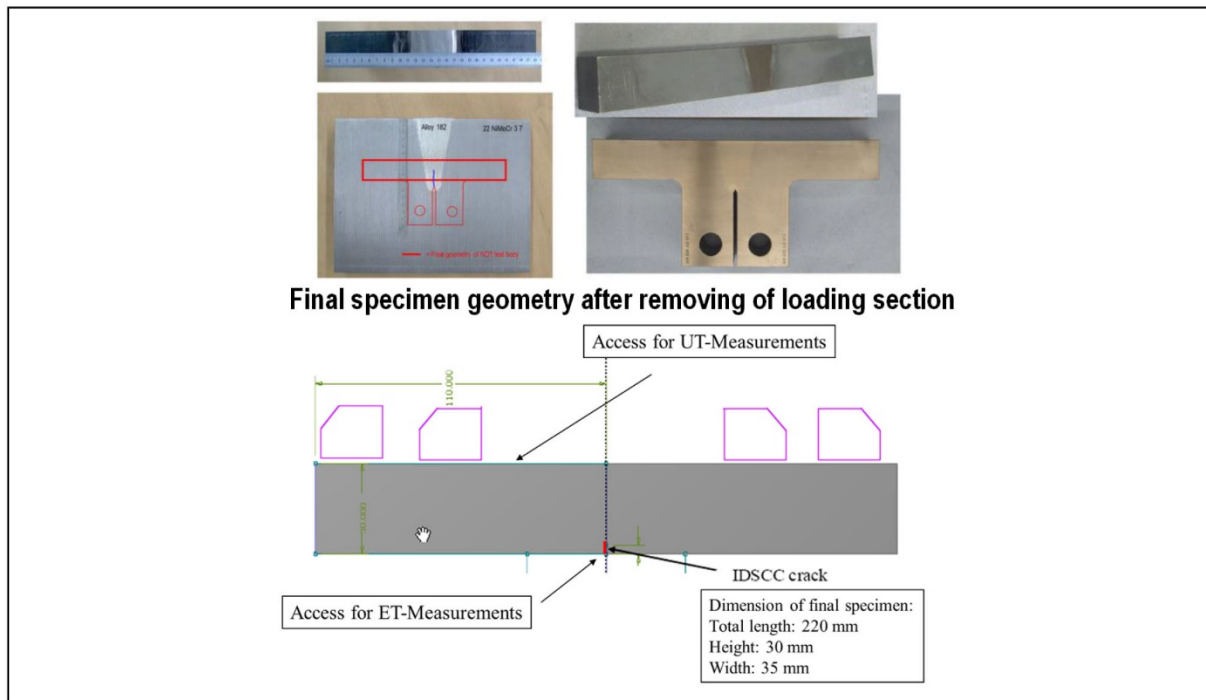 Alloy 182
22 NiMoCr 3 7
= Final geometry of NDT test body
Final specimen geometry after removing of loading section
Access for UT-Measurements
110.000
30.000
IDSCC crack
Access for ET-Measurements
Dimension of final specimen:
Total length: 220 mm
Height: 30 mm
Width: 35 mm